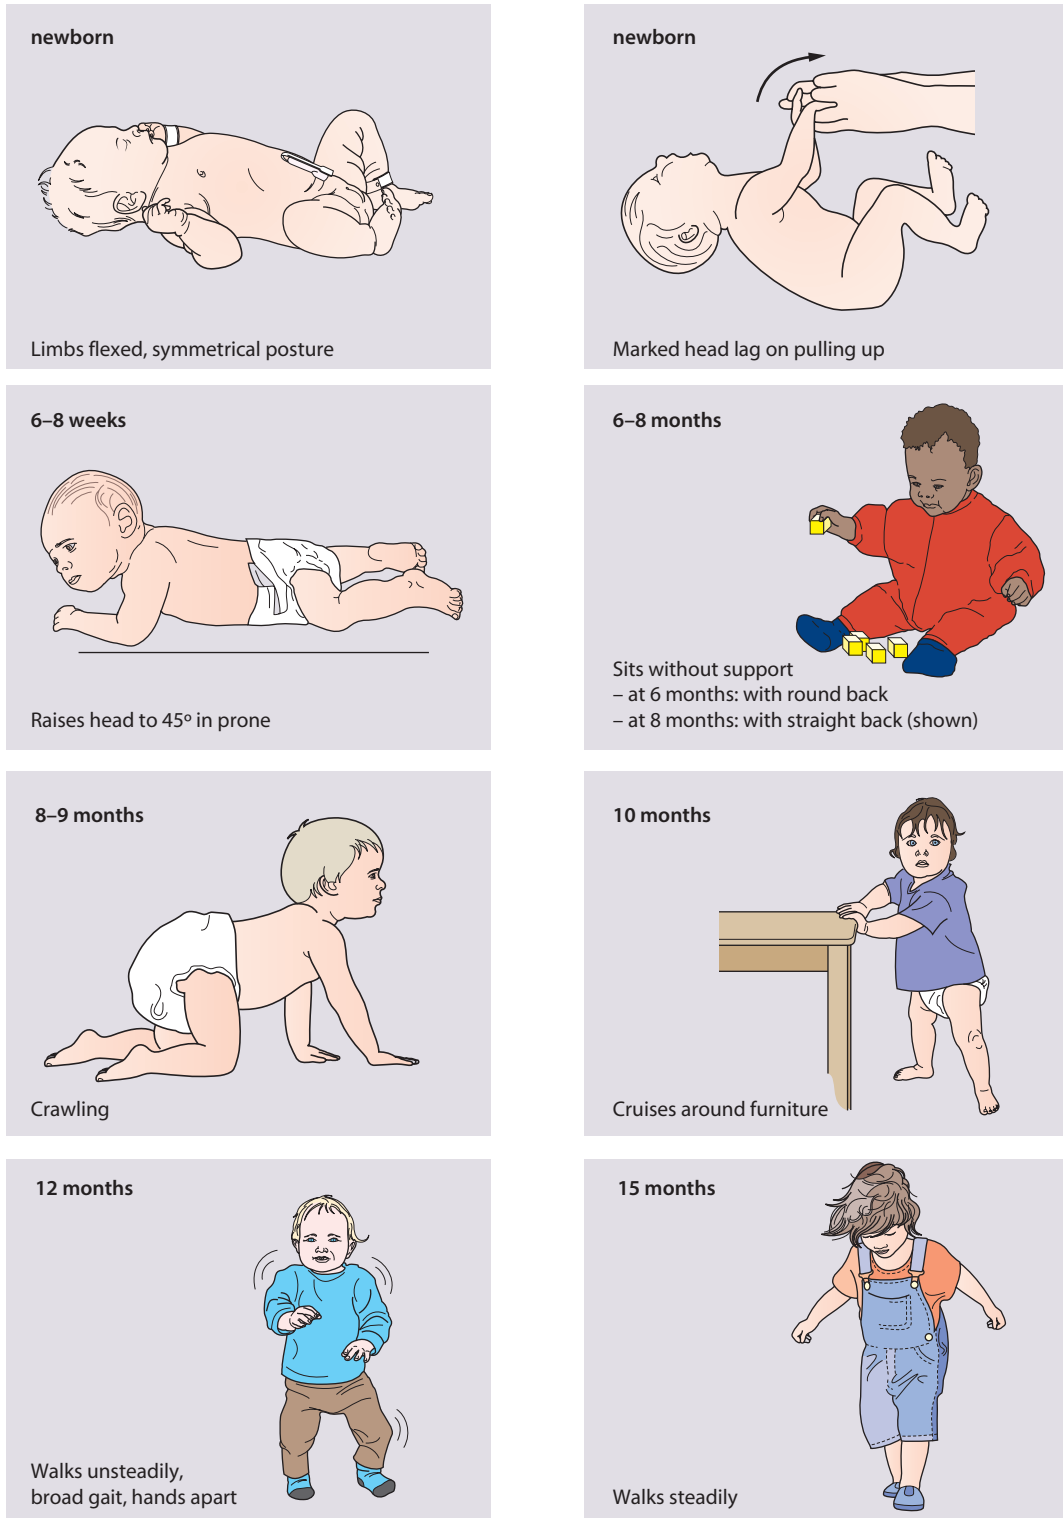 newborn
Limbs flexed, symmetrical posture
newborn
Marked head lag on pulling up
6–8 weeks
Raises head to 45º in prone
6–8 months
Sits without support
– at 6 months: with round back
– at 8 months: with straight back (shown)
8–9 months
Crawling
10 months
Cruises around furniture
12 months
Walks unsteadily,
broad gait, hands apart
15 months
Walks steadily